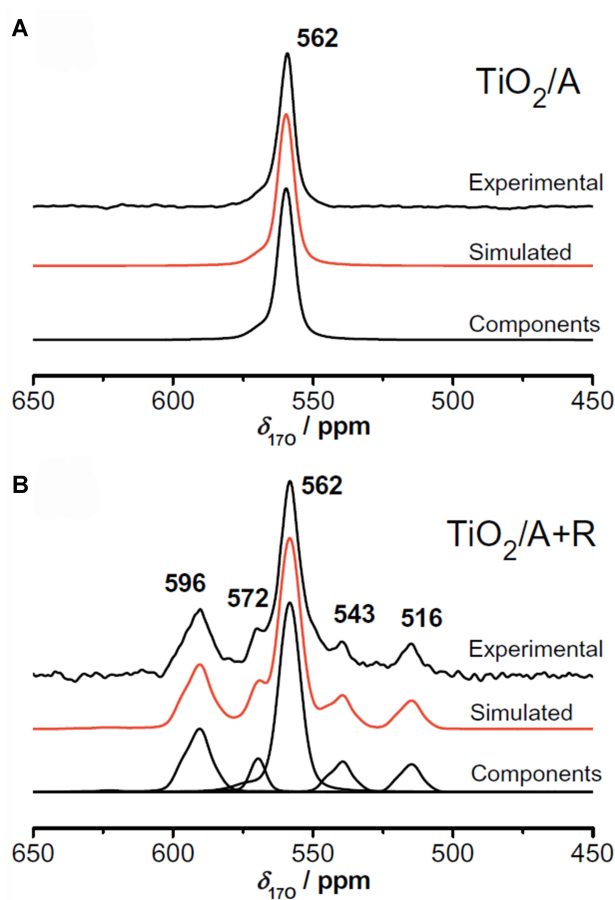 A
562
TiO2/A
Experimental
Simulated
Components
650 600 550 500 450
δ17O / ppm
B
562
TiO2/A+R
596
572
543
516
Experimental
Simulated
Components
650 600 550 500 450
δ17O / ppm